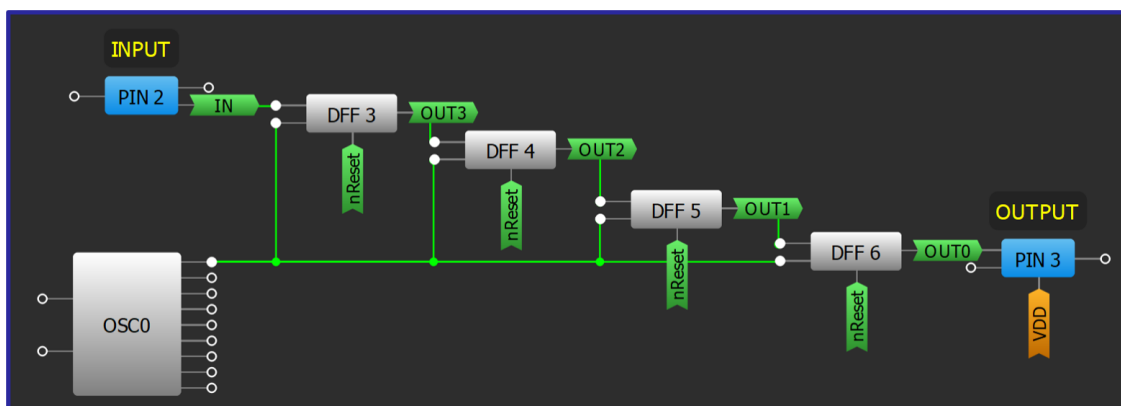 INPUT
PIN 2
IN
DFF 3
OUT3
nReset
DFF 4
OUT2
nReset
DFF 5
OUT1
nReset
DFF 6
OUT0
nReset
OUTPUT
PIN 3
VDD
OSC0